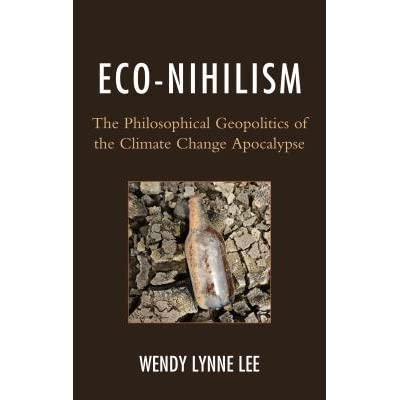 ECO-NIHILISM
The Philosophical Geopolitics of
the Climate Change Apocalypse
WENDY LYNNE LEE